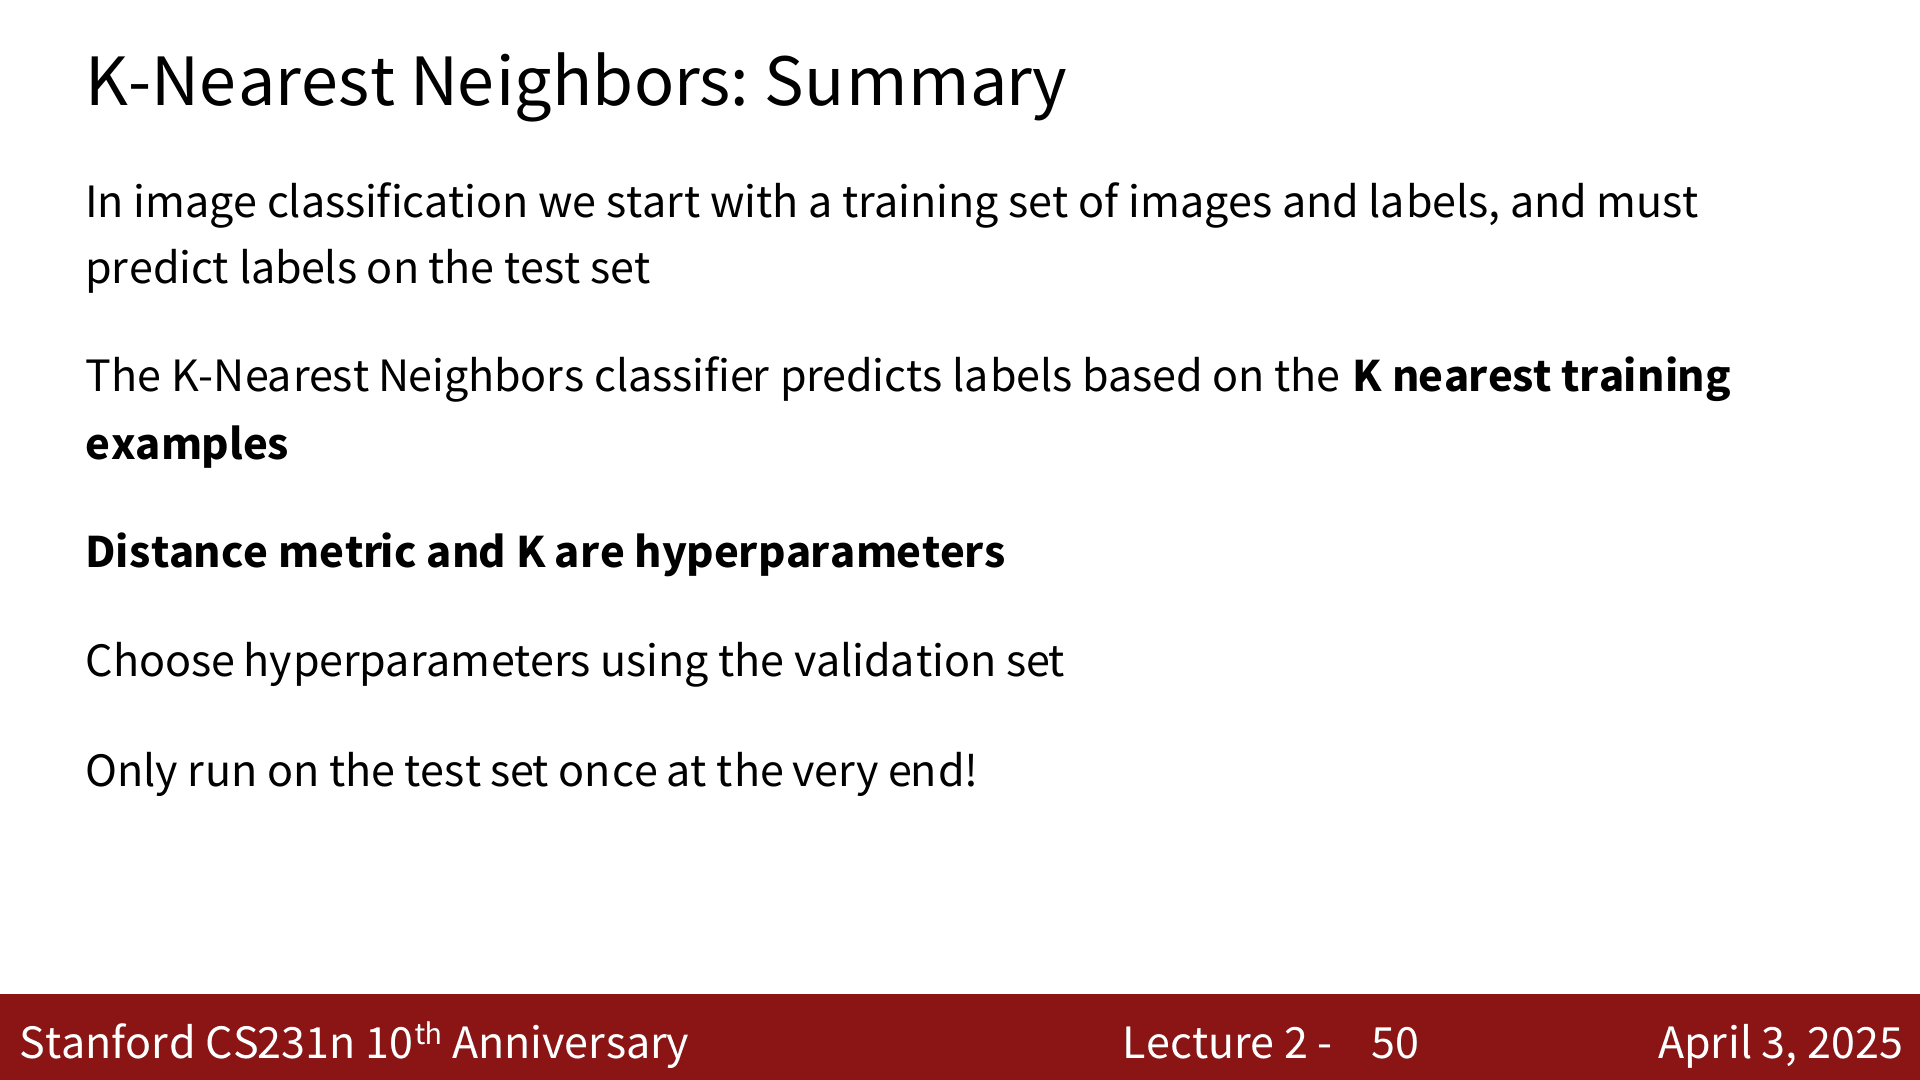 K-Nearest Neighbors: Summary
In image classification we start with a training set of images and labels, and must
predict labels on the test set
The K-Nearest Neighbors classifier predicts labels based on the K nearest training
examples
Distance metric and K are hyperparameters
Choose hyperparameters using the validation set
Only run on the test set once at the very end!
Stanford CS231n 10th Anniversary Lecture 2 - 50 April 3, 2025